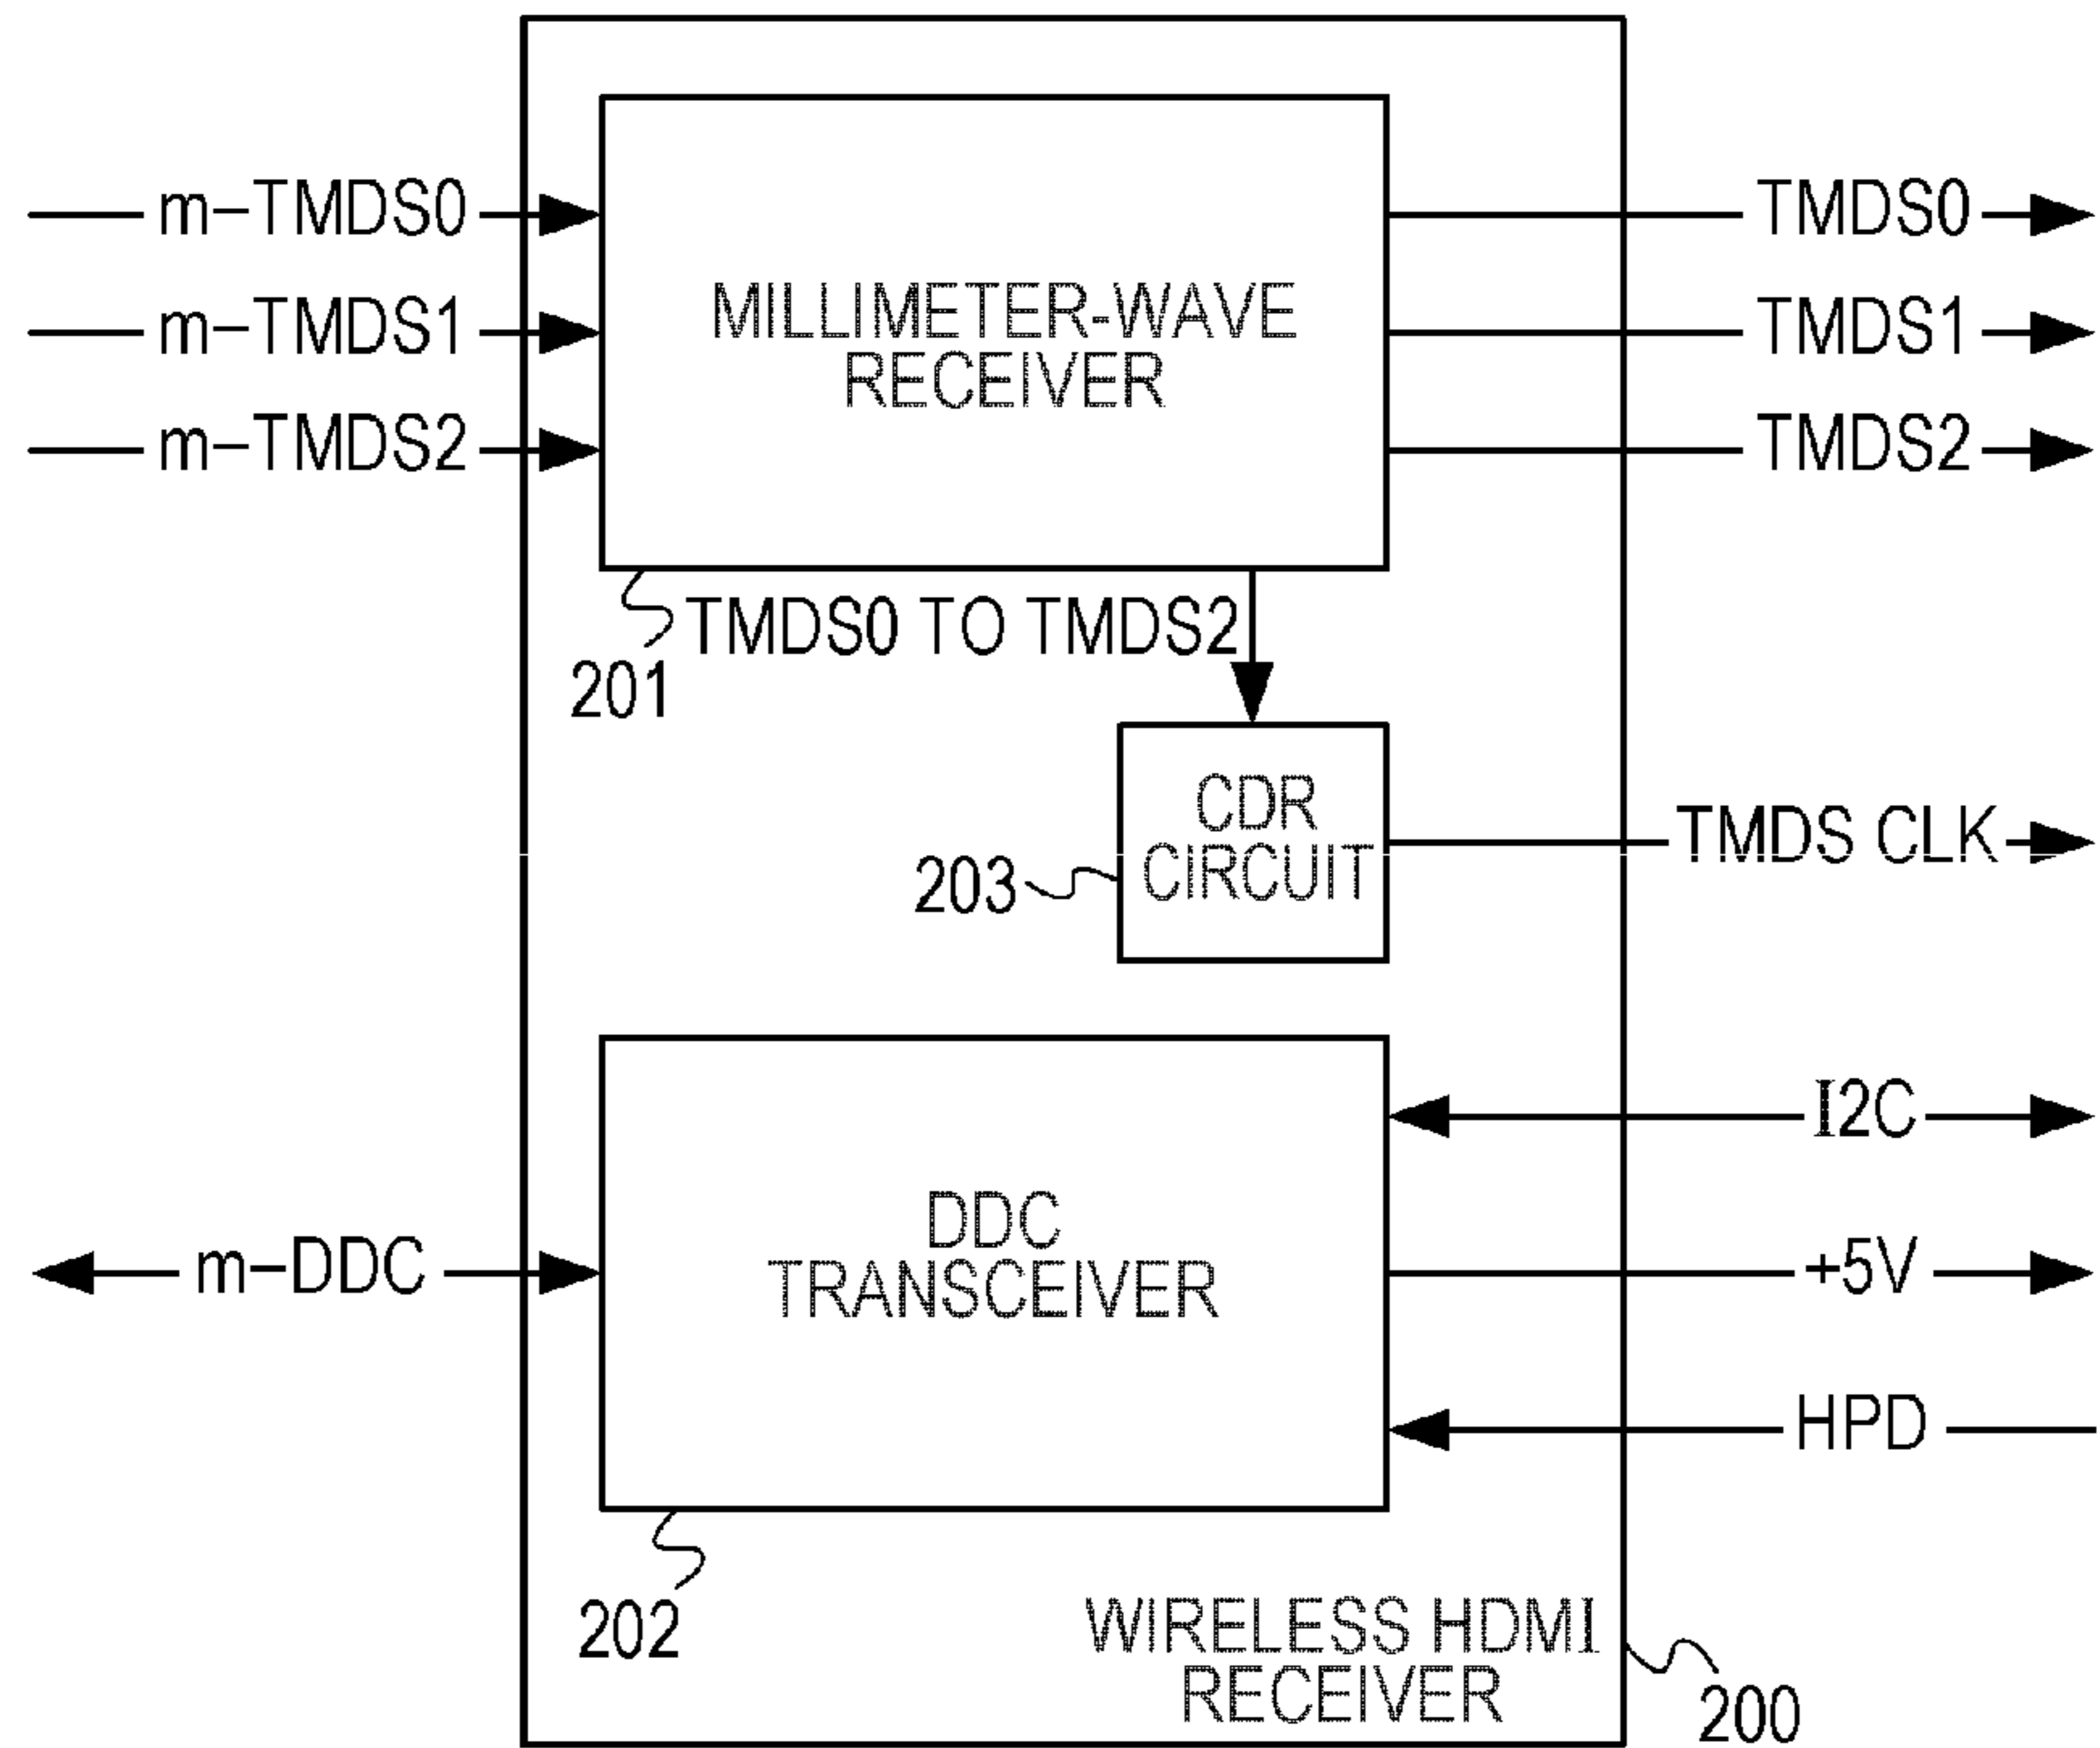 m-TMDS0
TMDS0
m-TMDS1
MILLIMETER-WAVE
RECEIVER
TMDS1
m-TMDS2
TMDS2
TMDS0 TO TMDS2
201
CDR
CIRCUIT
TMDS CLK
203
I2C
DDC
TRANSCEIVER
m-DDC
+5V
HPD
202
WIRELESS HDMI
RECEIVER
200